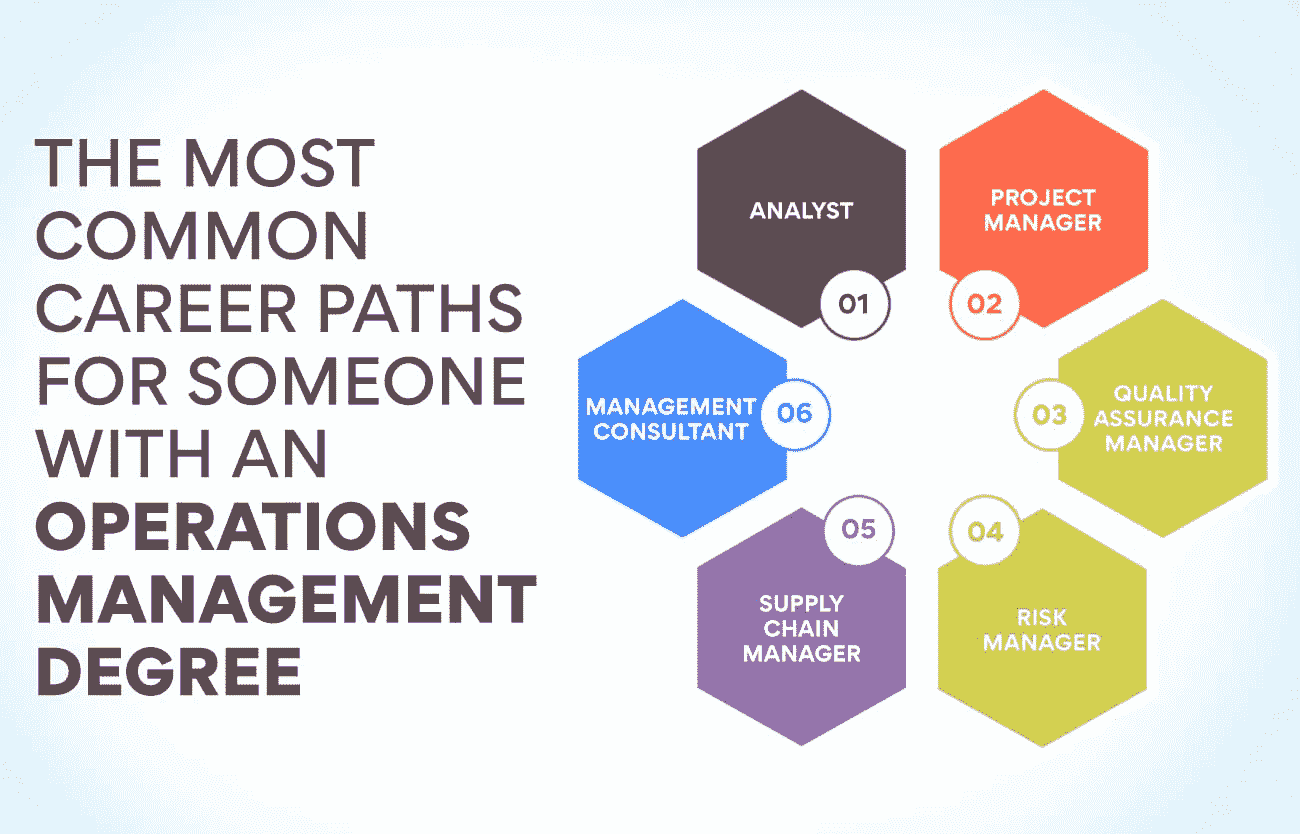 THE MOST
COMMON
CAREER PATHS
FOR SOMEONE
WITH AN
OPERATIONS
MANAGEMENT
DEGREE
ANALYST
01
PROJECT
MANAGER
02
QUALITY
ASSURANCE
MANAGER
03
RISK
MANAGER
04
SUPPLY
CHAIN
MANAGER
05
MANAGEMENT
CONSULTANT
06